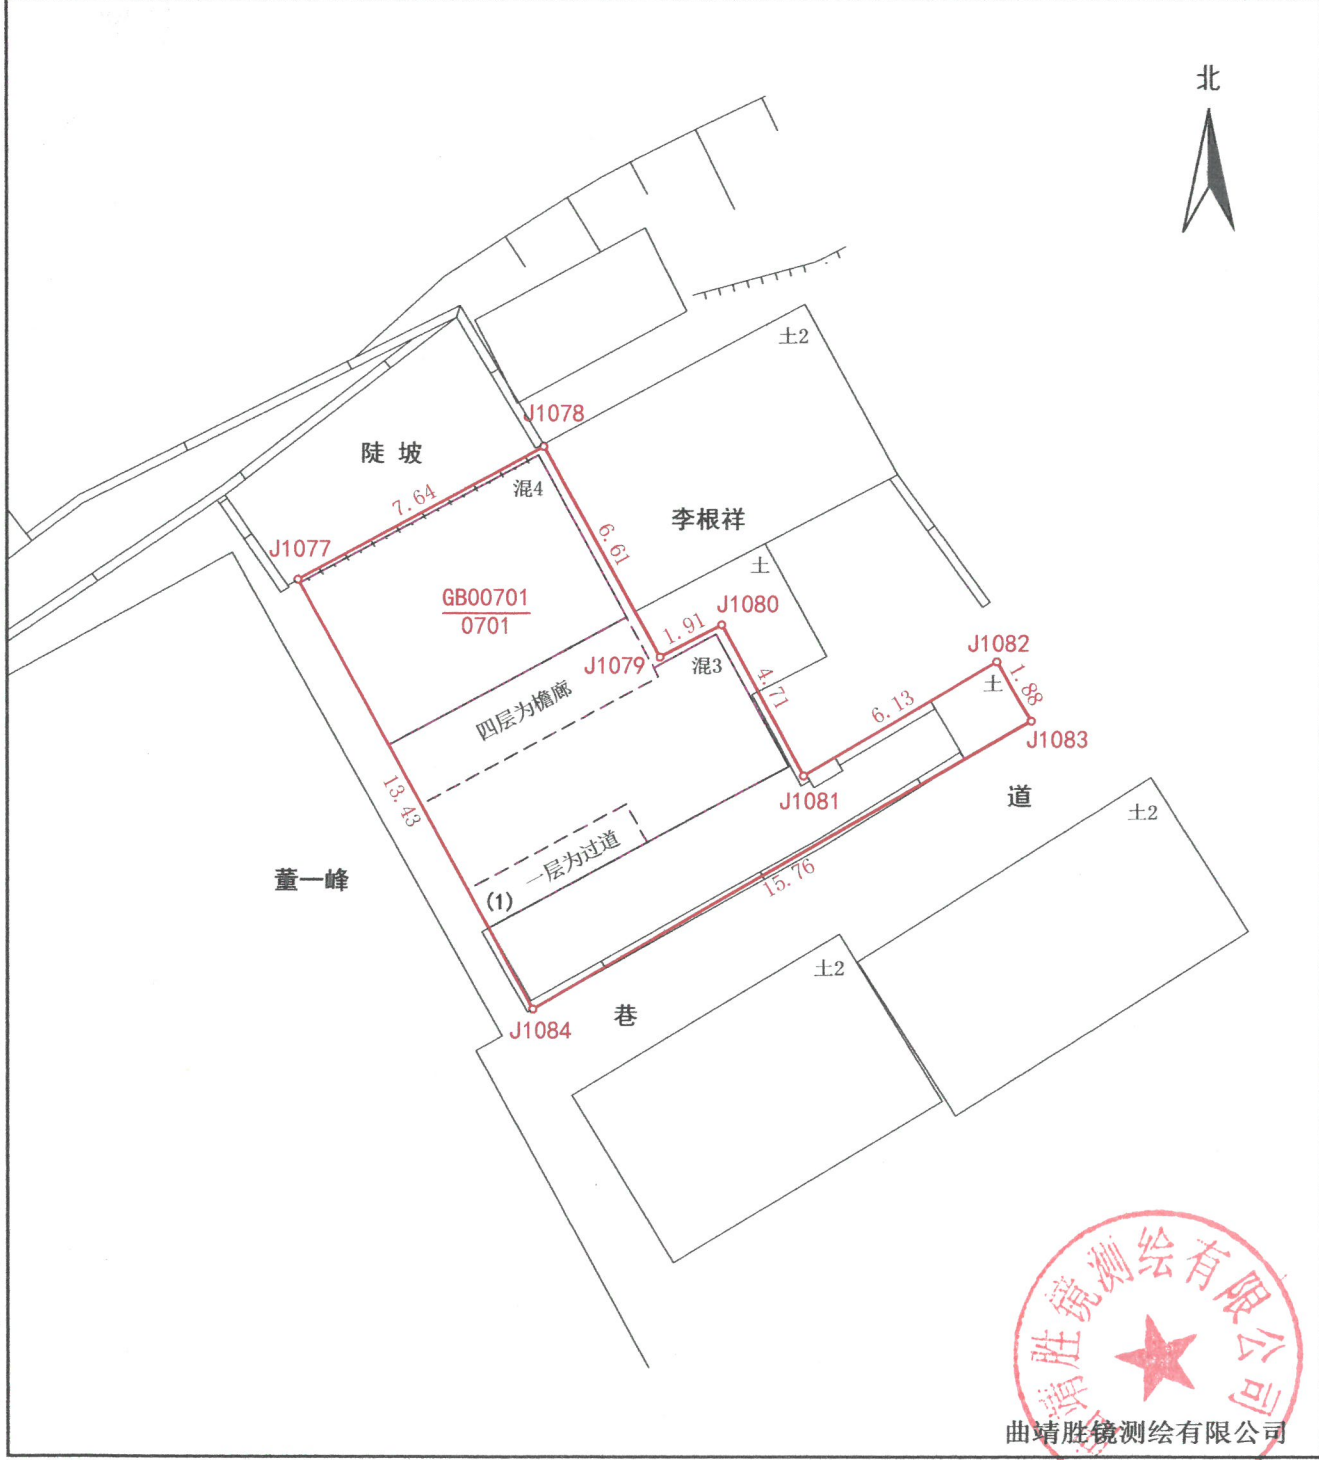 北
土2
J1078
陡 坡
混4
7.64
李根祥
6.61
J1077
土
GB00701
0701
J1080
1.91
J1079
混3
J1082
土
1.88
4.71
6.13
J1083
四层为檐廊
13.43
J1081
道
土2
一层为过道
15.76
董一峰
(1)
土2
巷
J1084
曲靖胜镜测绘有限公司
曲靖胜镜测绘有限公司